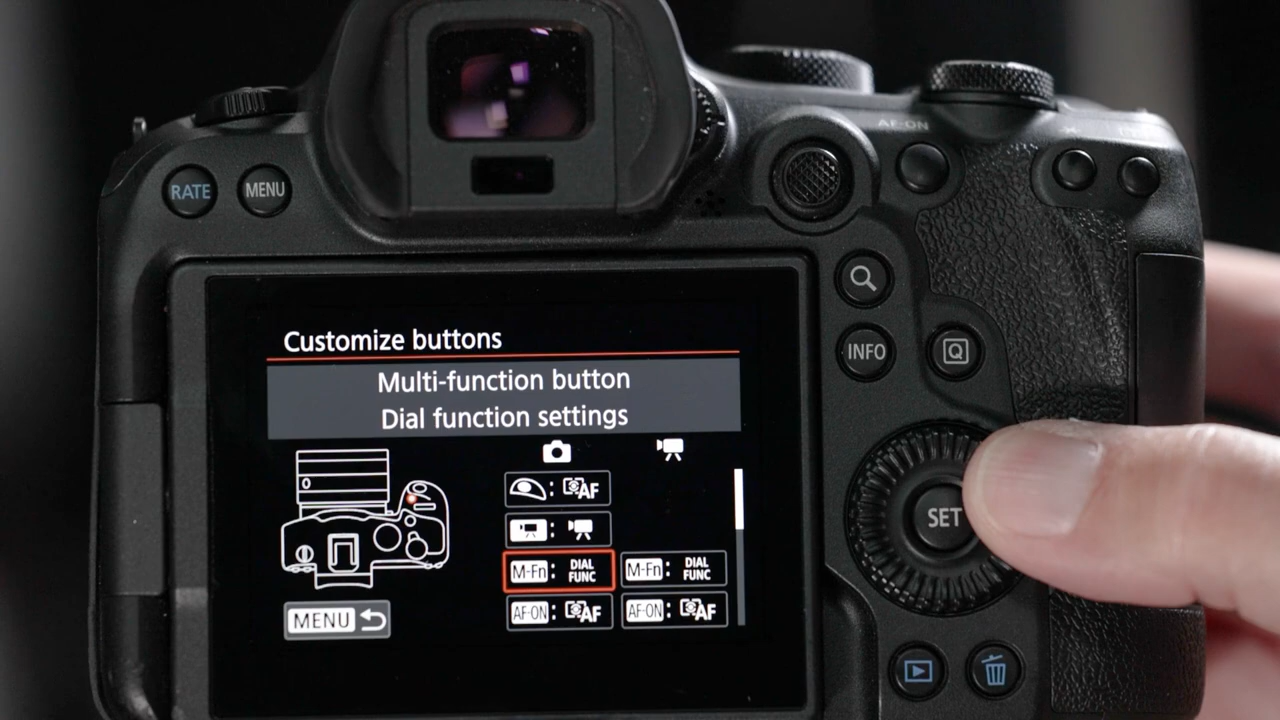 AF-ON
RATE
MENU
INFO
Q
Customize buttons
Multi-function button
Dial function settings
0
: AF
:
M-Fn: DIAL FUNC
M-Fn: DIAL FUNC
AF-ON: AF
AF-ON: AF
MENU
SET